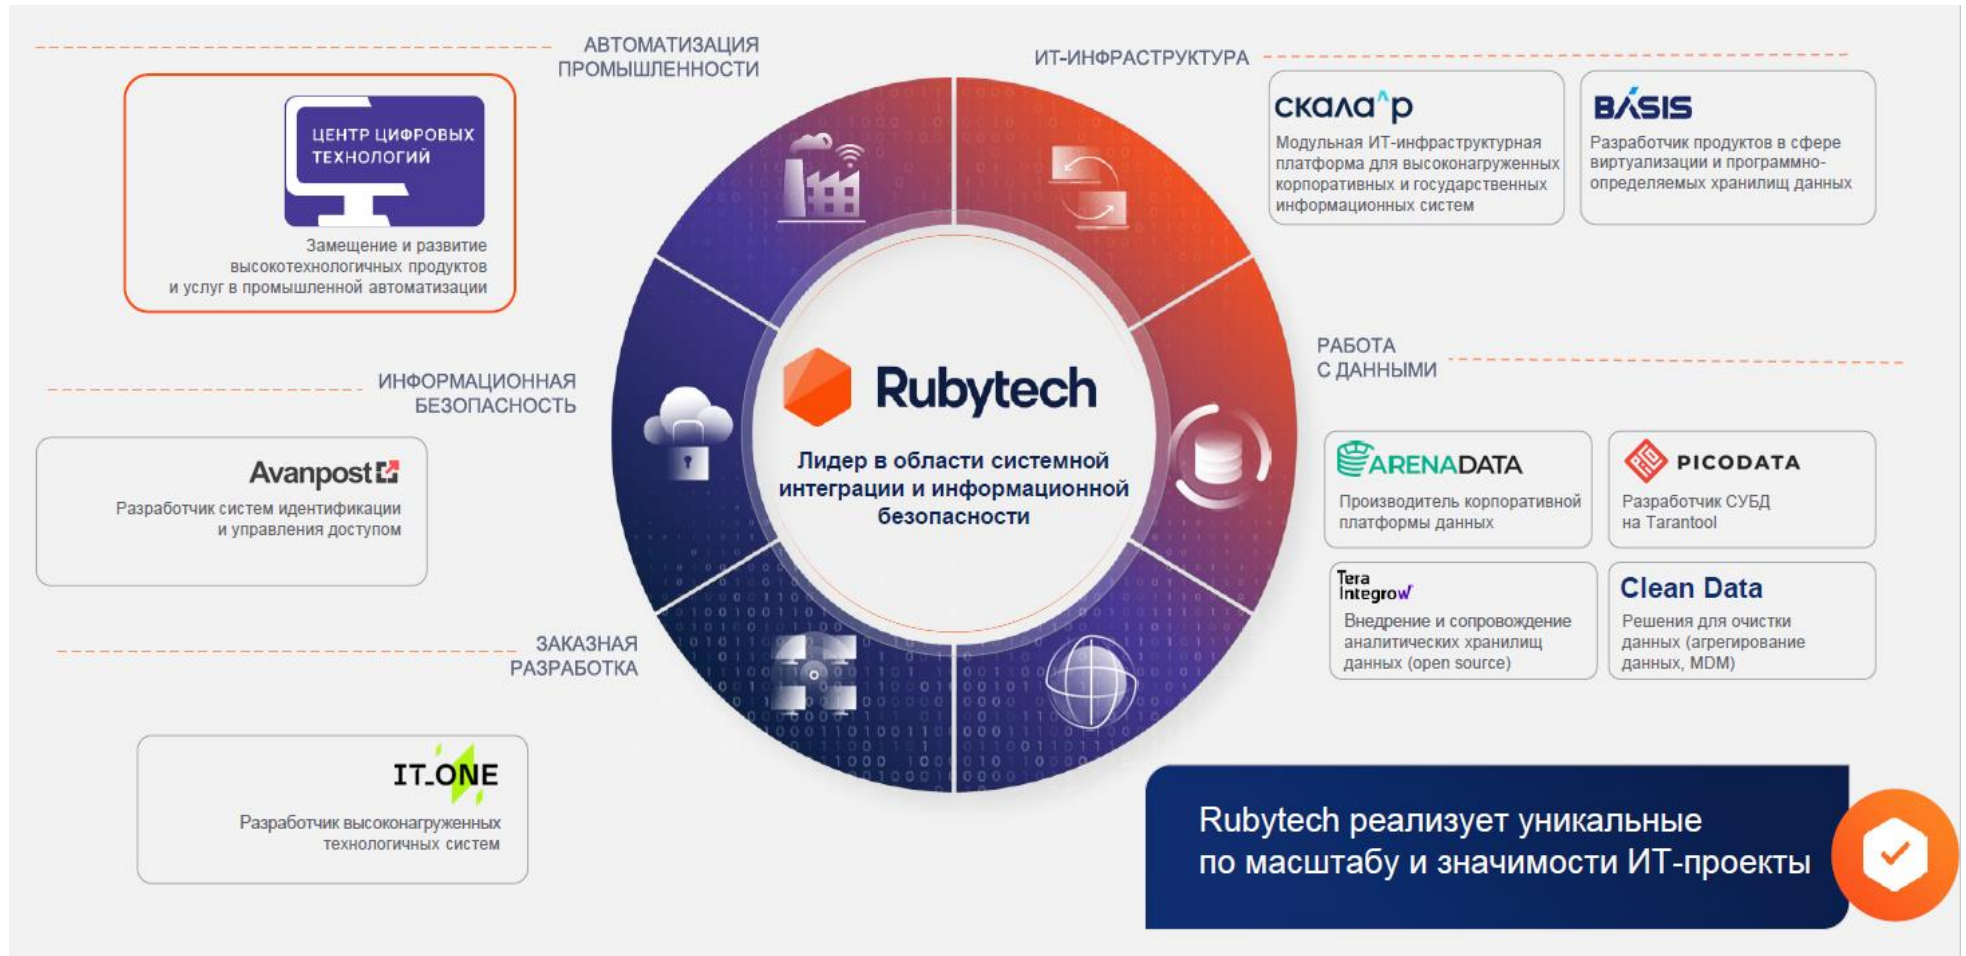 АВТОМАТИЗАЦИЯ
ПРОМЫШЛЕННОСТИ
ЦЕНТР ЦИФРОВЫХ
ТЕХНОЛОГИЙ
Замещение и развитие
высокотехнологичных продуктов
и услуг в промышленной автоматизации
ИНФОРМАЦИОННАЯ
БЕЗОПАСНОСТЬ
Avanpost
Разработчик систем идентификации
и управления доступом
ЗАКАЗНАЯ
РАЗРАБОТКА
IT_ONE
Разработчик высоконагруженных
технологичных систем
Rubytech
Лидер в области системной
интеграции и информационной
безопасности
ИТ-ИНФРАСТРУКТУРА
скала^р
Модульная ИТ-инфраструктурная
платформа для высоконагруженных
корпоративных и государственных
информационных систем
BASIS
Разработчик продуктов в сфере
виртуализации и программно-
определяемых хранилищ данных
РАБОТА
С ДАННЫМИ
ARENADATA
Производитель корпоративной
платформы данных
PICODATA
Разработчик СУБД
на Tarantool
Tera
Integrow
Внедрение и сопровождение
аналитических хранилищ
данных (open source)
Clean Data
Решения для очистки
данных (агрегирование
данных, MDM)
Rubytech реализует уникальные
по масштабу и значимости ИТ-проекты